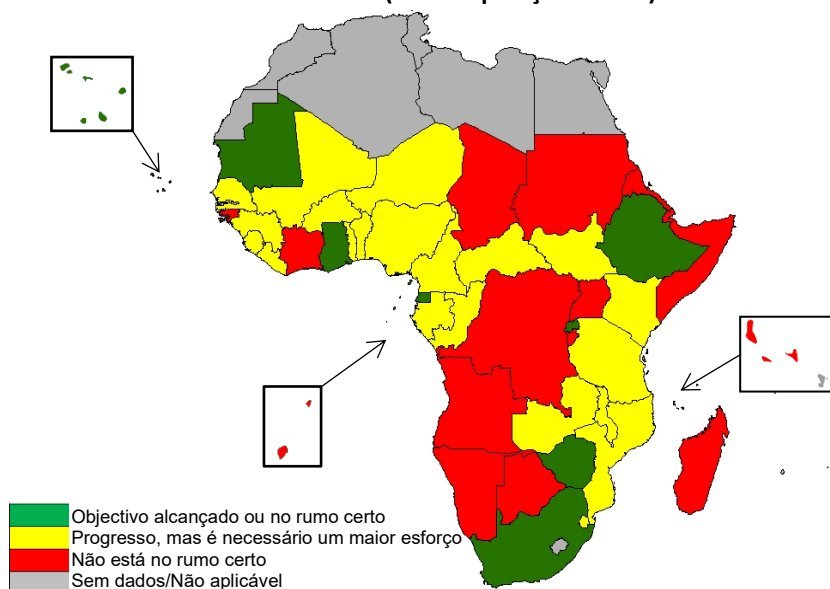 Objectivo alcançado ou no rumo certo
Progresso, mas é necessário um maior esforço
Não está no rumo certo
Sem dados/Não aplicável